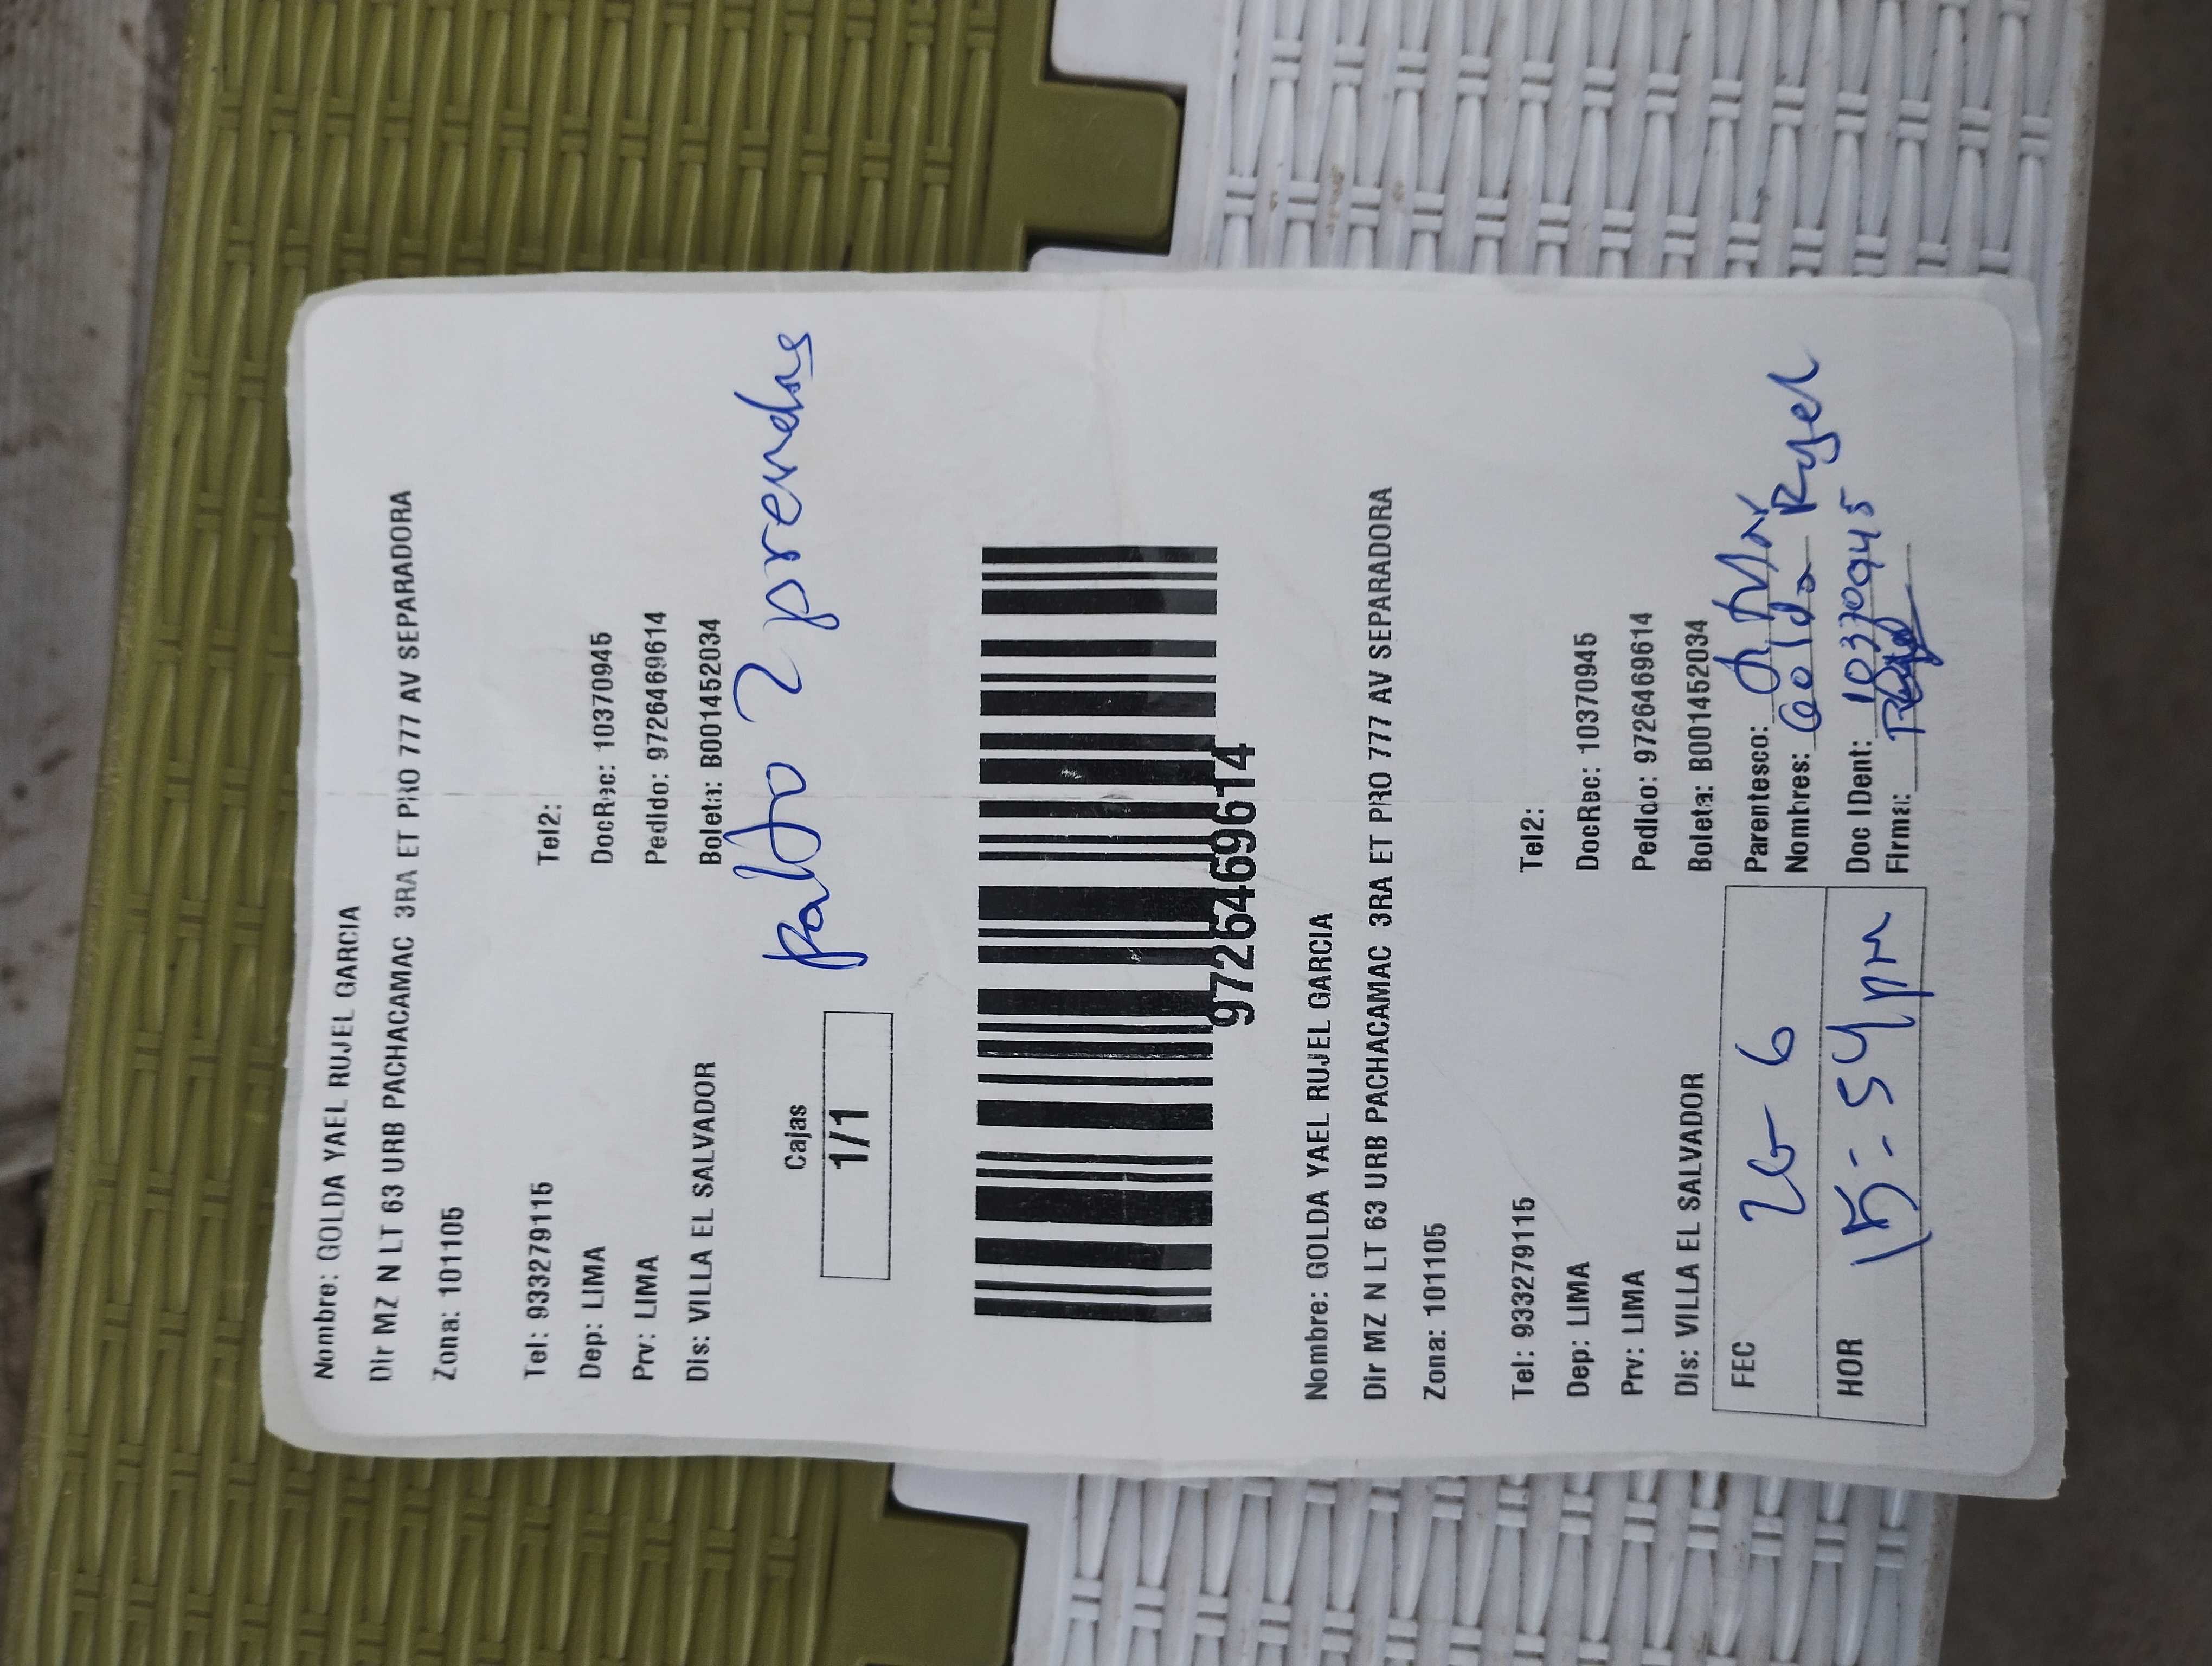 Nombre: GOLDA YAEL RUJEL GARCIA
Dir MZ N LT 63 URB PACHACAMAC 3RA ET PRO 777 AV SEPARADORA
Zona: 101105
Tel: 933279115 Tel2:
Dep: LIMA DocRec: 10370945
Prv: LIMA Pedido: 9726469614
Dis: VILLA EL SALVADOR Boleta: B001452034
Cajas
1/1
2 prendas
9726469614
Nombre: GOLDA YAEL RUJEL GARCIA
Dir MZ N LT 63 URB PACHACAMAC 3RA ET PRO 777 AV SEPARADORA
Zona: 101105
Tel: 933279115 Tel2:
Dep: LIMA DocRec: 10370945
Prv: LIMA Pedido: 9726469614
Dis: VILLA EL SALVADOR Boleta: B001452034
FEC Parentesco:
Nombres: Golda Rujel
HOR 15:54 pm Doc IDent: 10370945
Firma: